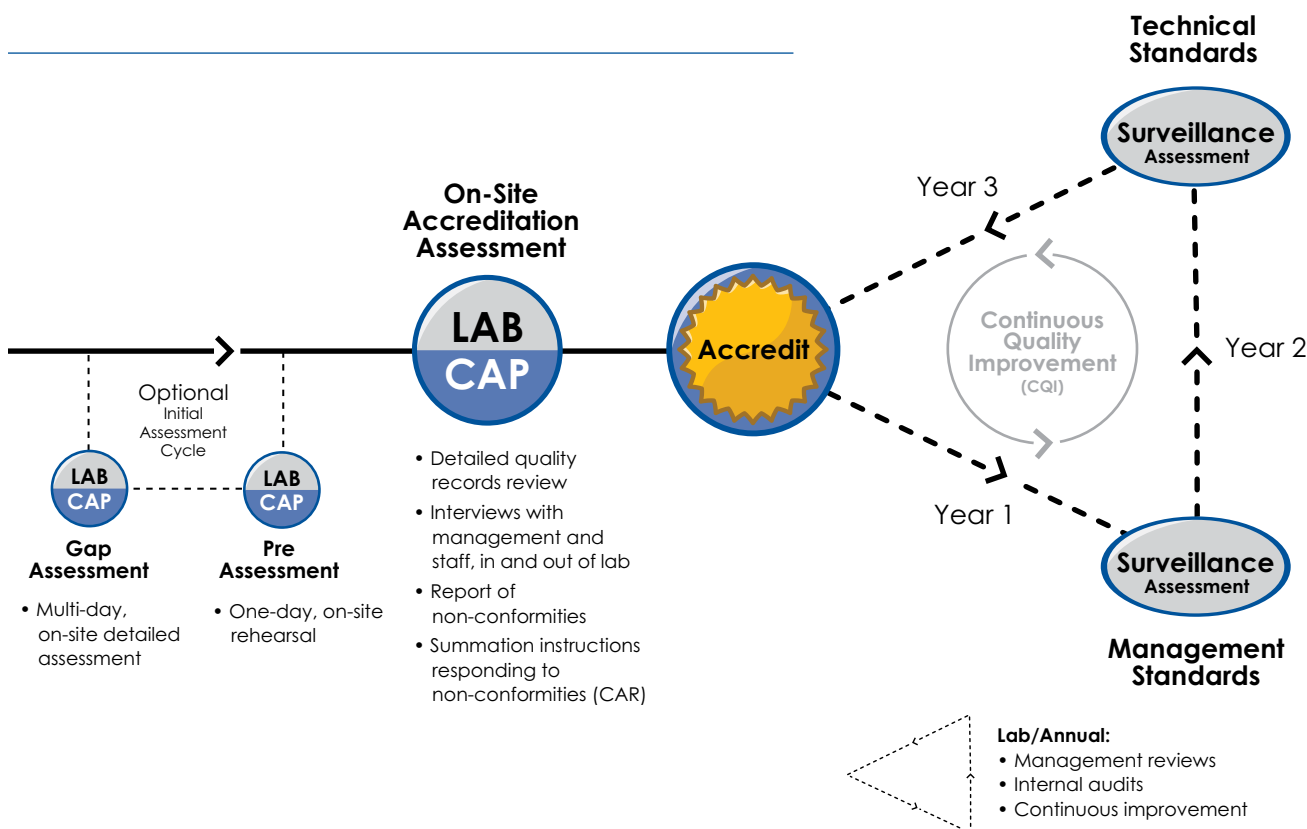 Technical
Standards
Surveillance
Assessment
Year 3
On-Site
Accreditation
Assessment
LAB
CAP
Accredit
Continuous
Quality
Improvement
(CQI)
Year 2
Optional
Initial
Assessment
Cycle
LAB
CAP
LAB
CAP
Gap
Assessment
• Multi-day,
on-site detailed
assessment
Pre
Assessment
• One-day, on-site
rehearsal
• Detailed quality
records review
• Interviews with
management and
staff, in and out of lab
• Report of
non-conformities
• Summation instructions
responding to
non-conformities (CAR)
Year 1
Surveillance
Assessment
Management
Standards
Lab/Annual:
• Management reviews
• Internal audits
• Continuous improvement